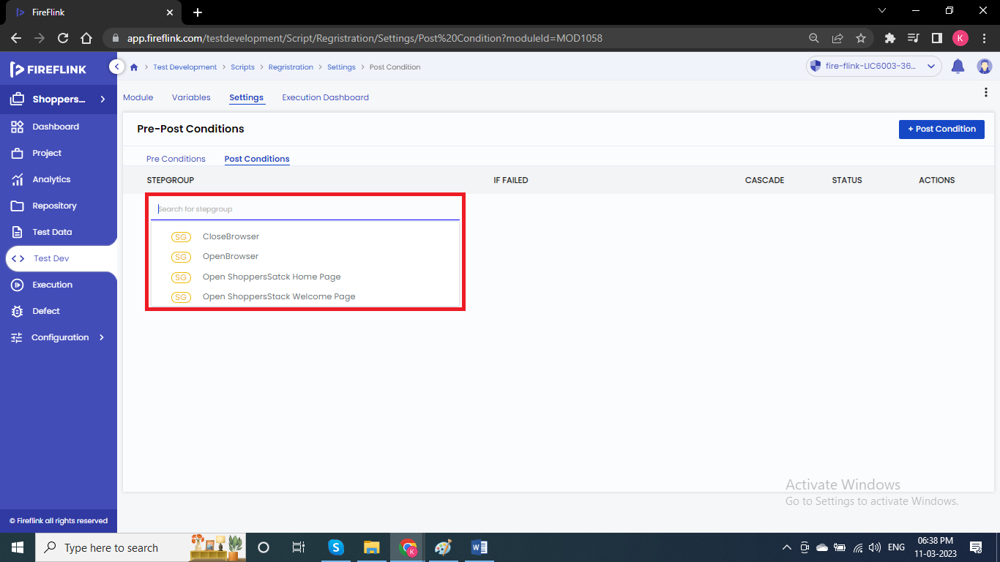 FireFlink
app.fireflink.com/testdevelopment/Script/Regristration/Settings/Post%20Condition?moduleId=MOD1058
K
FIREFLINK
Test Development > Scripts > Regristration > Settings > Post Condition
fire-flink-LIC6003-36...
Shoppers...
Module Variables Settings Execution Dashboard
Dashboard
Project
Analytics
Repository
Test Data
Test Dev
Execution
Defect
Configuration
© Fireflink all rights reserved
Pre-Post Conditions
+ Post Condition
Pre Conditions Post Conditions
STEPGROUP IF FAILED CASCADE STATUS ACTIONS
Search for stepgroup
SG CloseBrowser
SG OpenBrowser
SG Open ShoppersSatck Home Page
SG Open ShoppersStack Welcome Page
Activate Windows
Go to Settings to activate Windows.
Type here to search
S
K
W
ENG
06:38 PM
11-03-2023